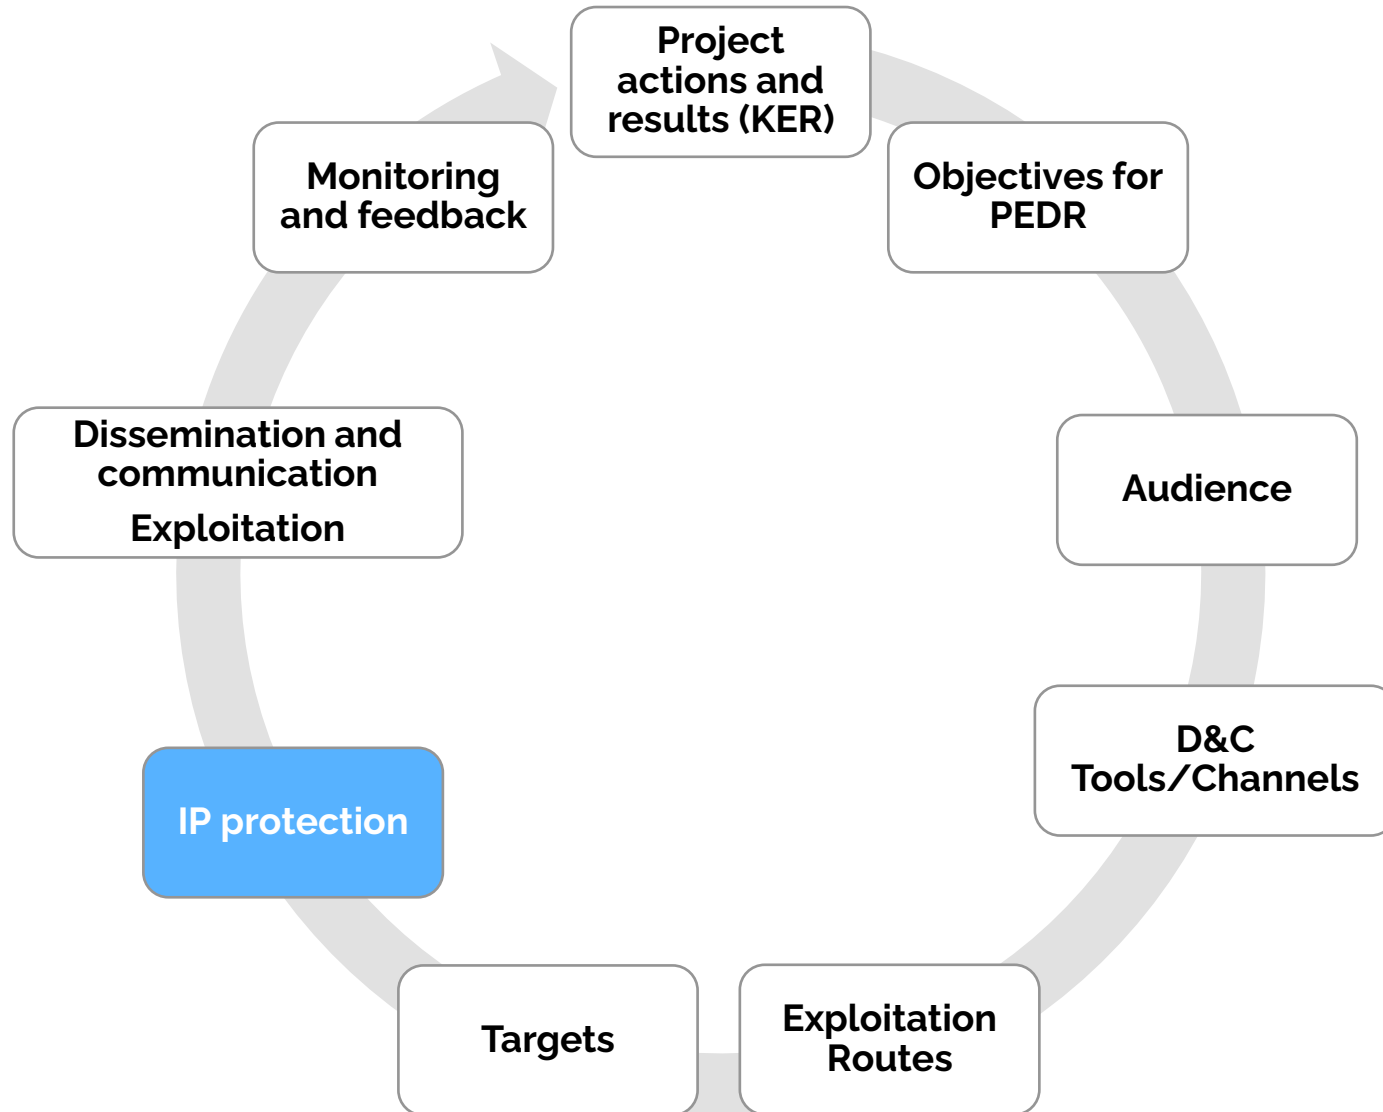 Project
actions and
results (KER)
Objectives for
PEDR
Audience
D&C
Tools/Channels
Exploitation
Routes
Targets
IP protection
Dissemination and
communication
Exploitation
Monitoring
and feedback